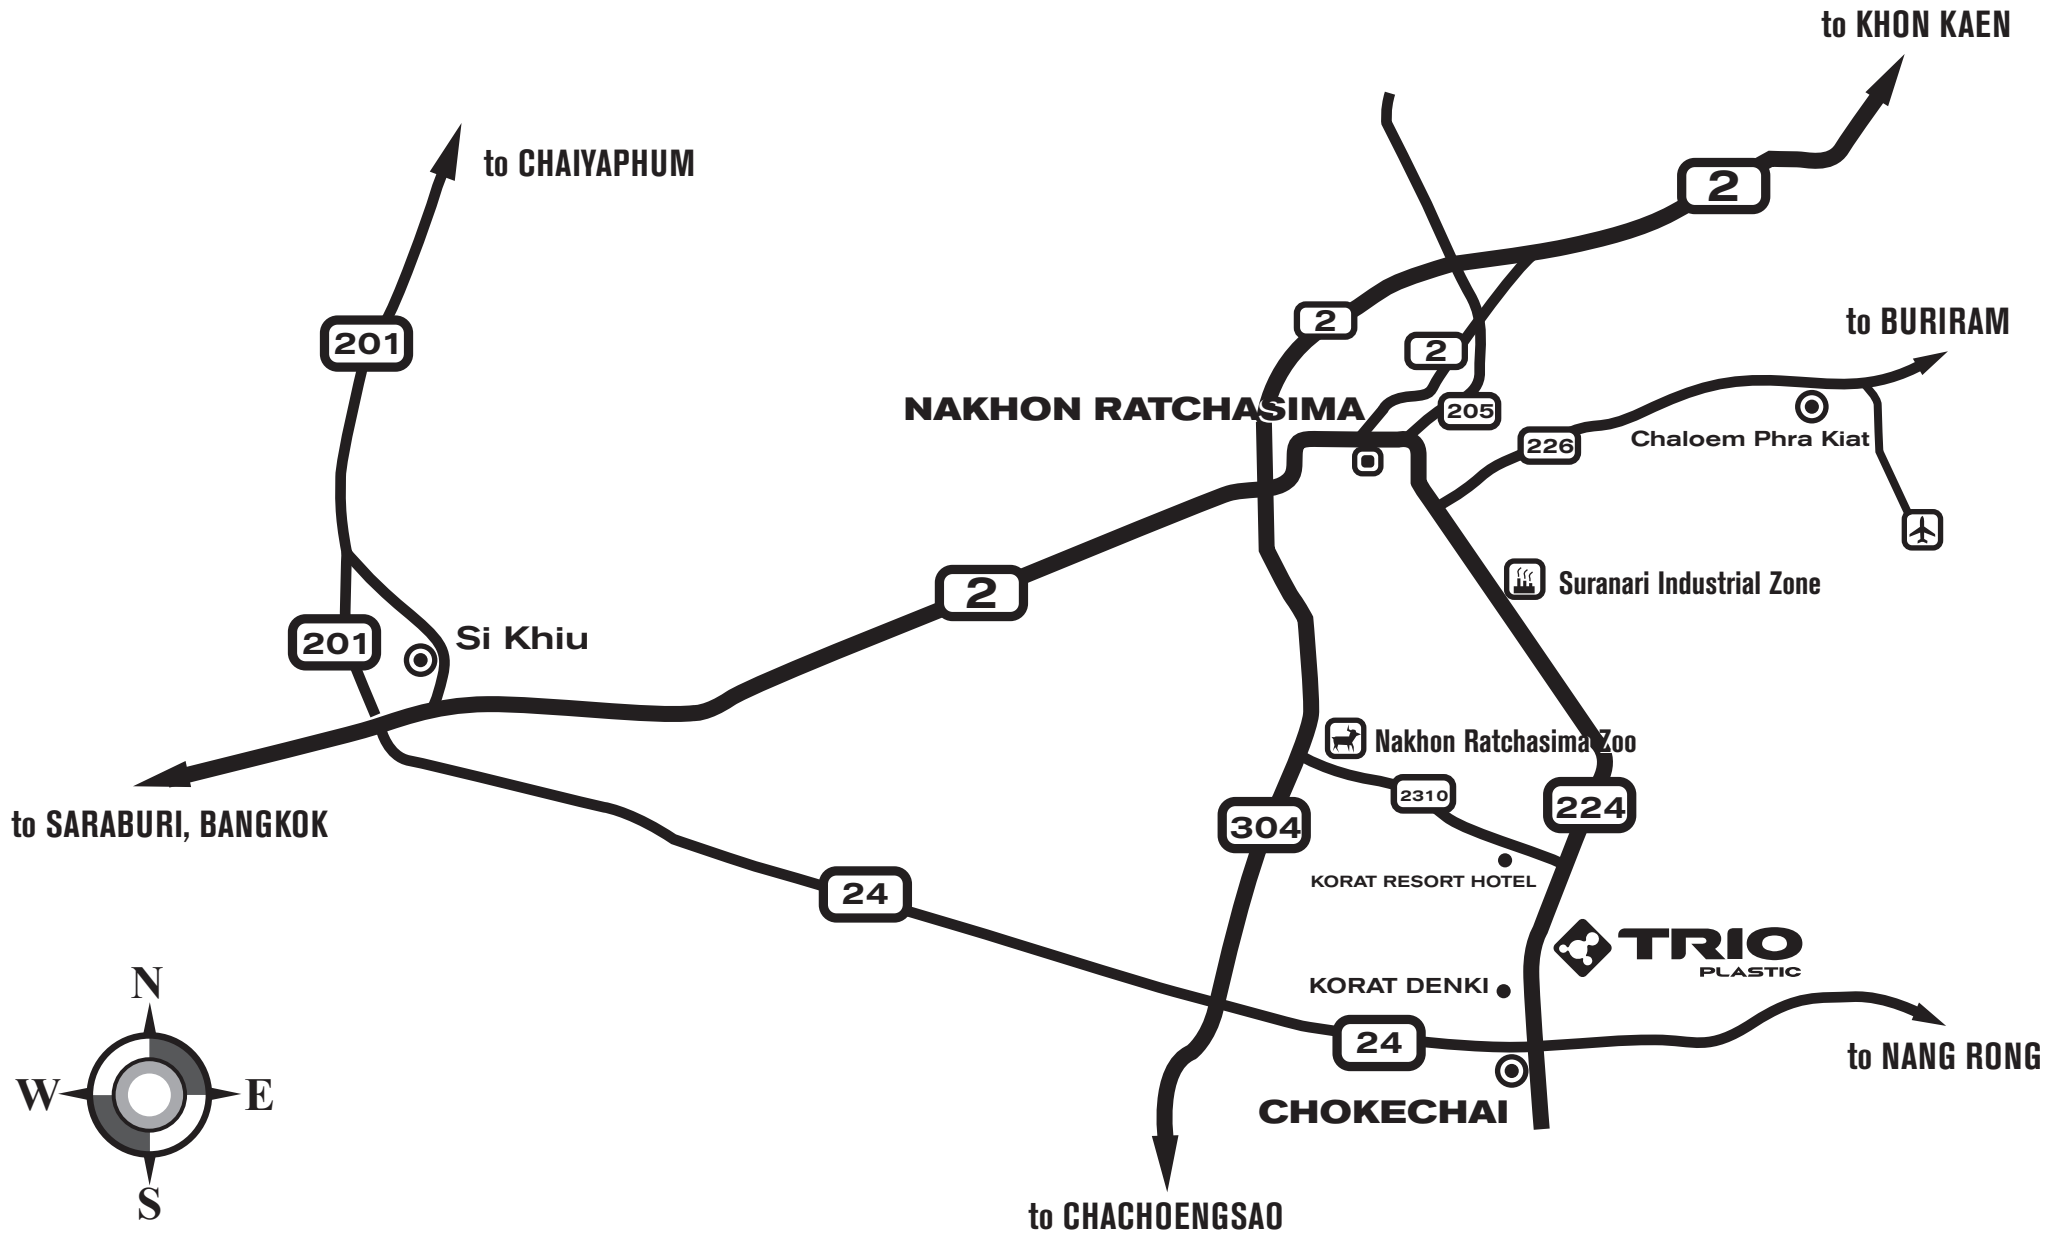 to KHON KAEN
to CHAIYAPHUM
2
2
to BURIRAM
201
2
NAKHON RATCHASIMA
205
226
Chaloem Phra Kiat
Suranari Industrial Zone
2
201
Si Khiu
Nakhon Ratchasima Zoo
2310
224
to SARABURI, BANGKOK
304
KORAT RESORT HOTEL
24
TRIO
PLASTIC
KORAT DENKI
24
to NANG RONG
CHOKECHAI
N
W
E
S
to CHACHOENGSAO